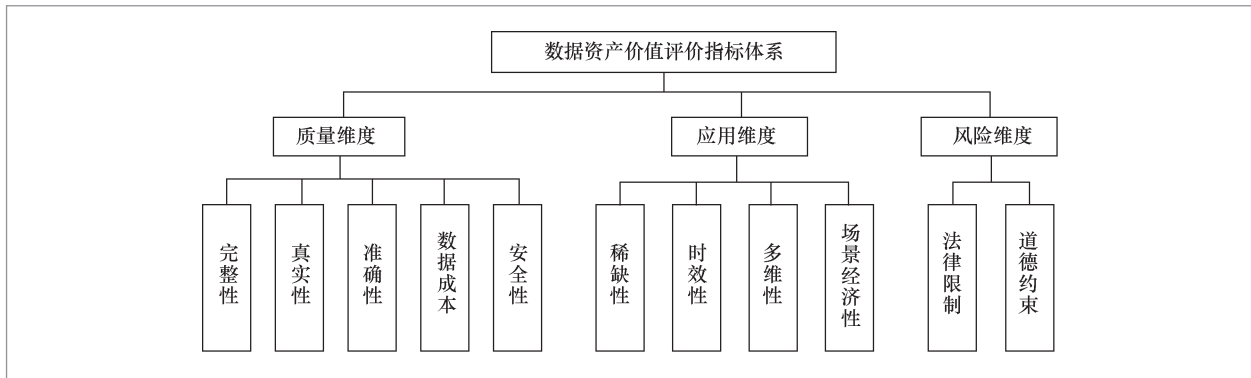 数据资产价值评价指标体系
质量维度
应用维度
风险维度
完整性
真实性
准确性
数据成本
安全性
稀缺性
时效性
多维性
场景经济性
法律限制
道德约束